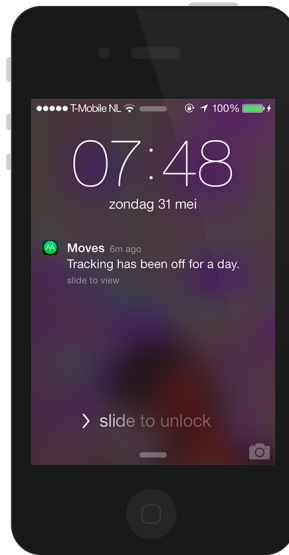 T-Mobile NL 100%
07:48
zondag 31 mei
Moves 6m ago
Tracking has been off for a day.
slide to view
slide to unlock